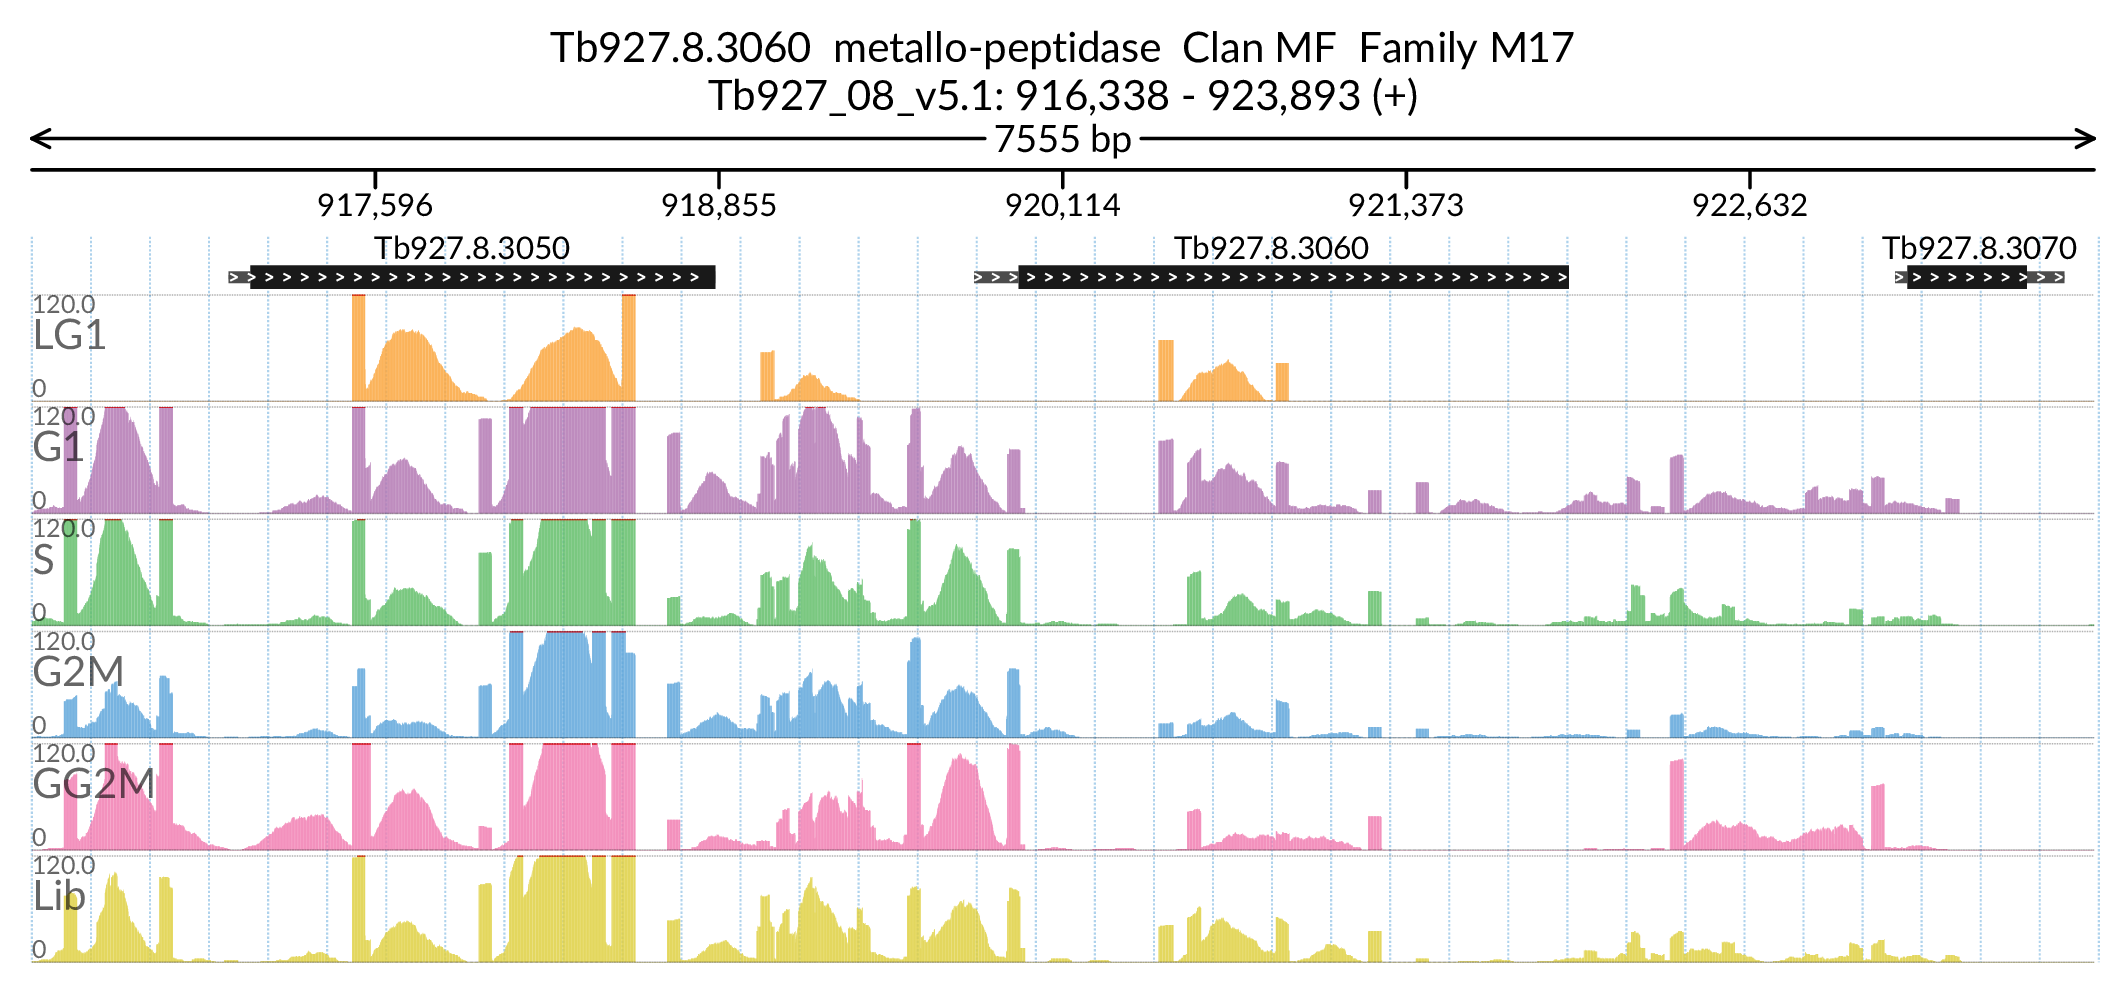 Tb927.8.3060 metallo-peptidase Clan MF Family M17
Tb927_08_v5.1: 916,338 - 923,893 (+)
7555 bp
917,596 918,855 920,114 921,373 922,632
Tb927.8.3050 Tb927.8.3060 Tb927.8.3070
120.0
LG1
0
120.0
G1
0
120.0
S
0
120.0
G2M
0
120.0
GG2M
0
120.0
Lib
0